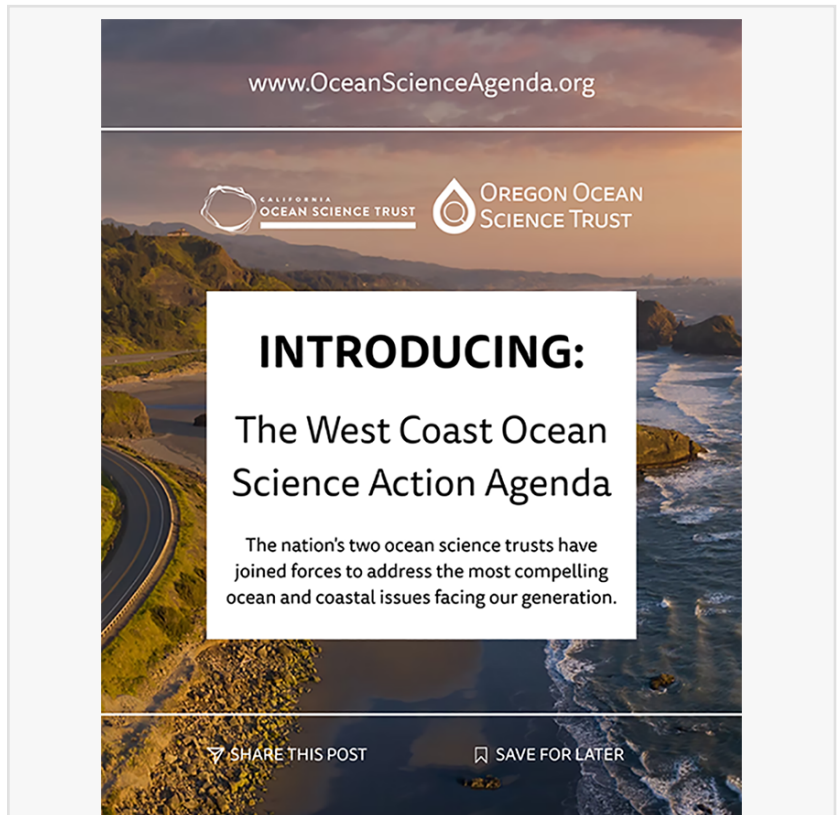 www.OceanScienceAgenda.org
CALIFORNIA
OCEAN SCIENCE TRUST
OREGON OCEAN
SCIENCE TRUST
INTRODUCING:
The West Coast Ocean
Science Action Agenda
The nation's two ocean science trusts have
joined forces to address the most compelling
ocean and coastal issues facing our generation.
SHARE THIS POST
SAVE FOR LATER